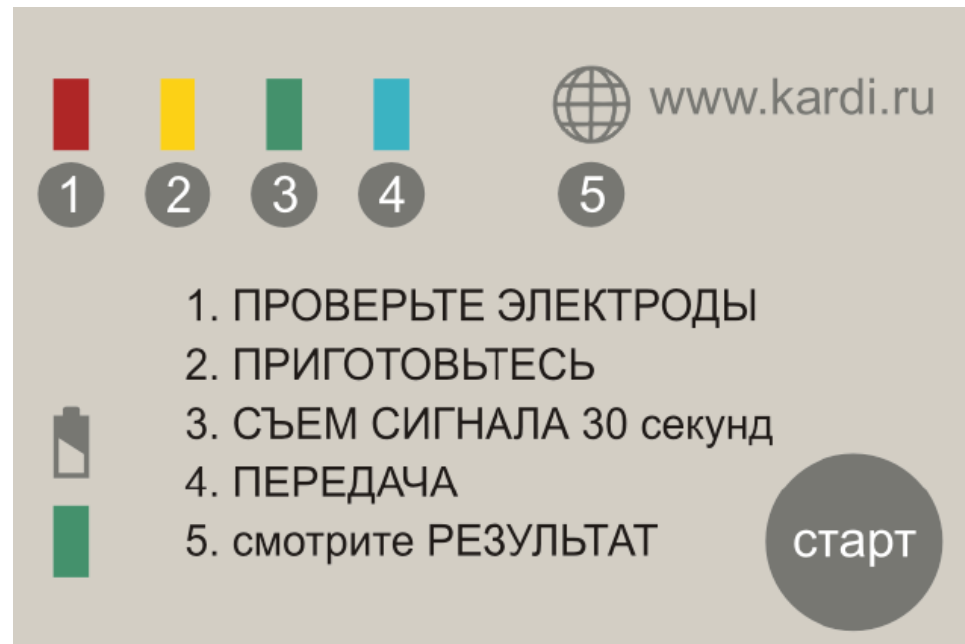 www.kardi.ru
1 2 3 4 5
1. ПРОВЕРЬТЕ ЭЛЕКТРОДЫ
2. ПРИГОТОВЬТЕСЬ
3. СЪЕМ СИГНАЛА 30 секунд
4. ПЕРЕДАЧА
5. смотрите РЕЗУЛЬТАТ
старт